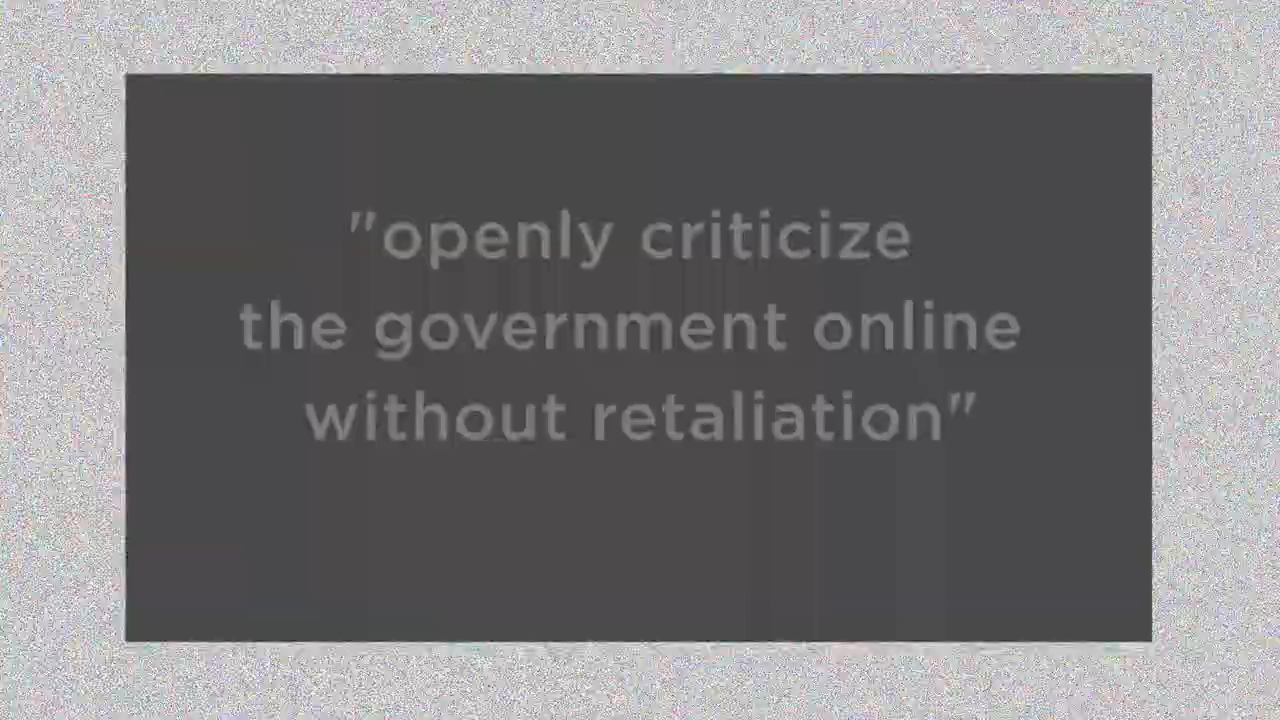 "openly criticize
the government online
without retaliation"